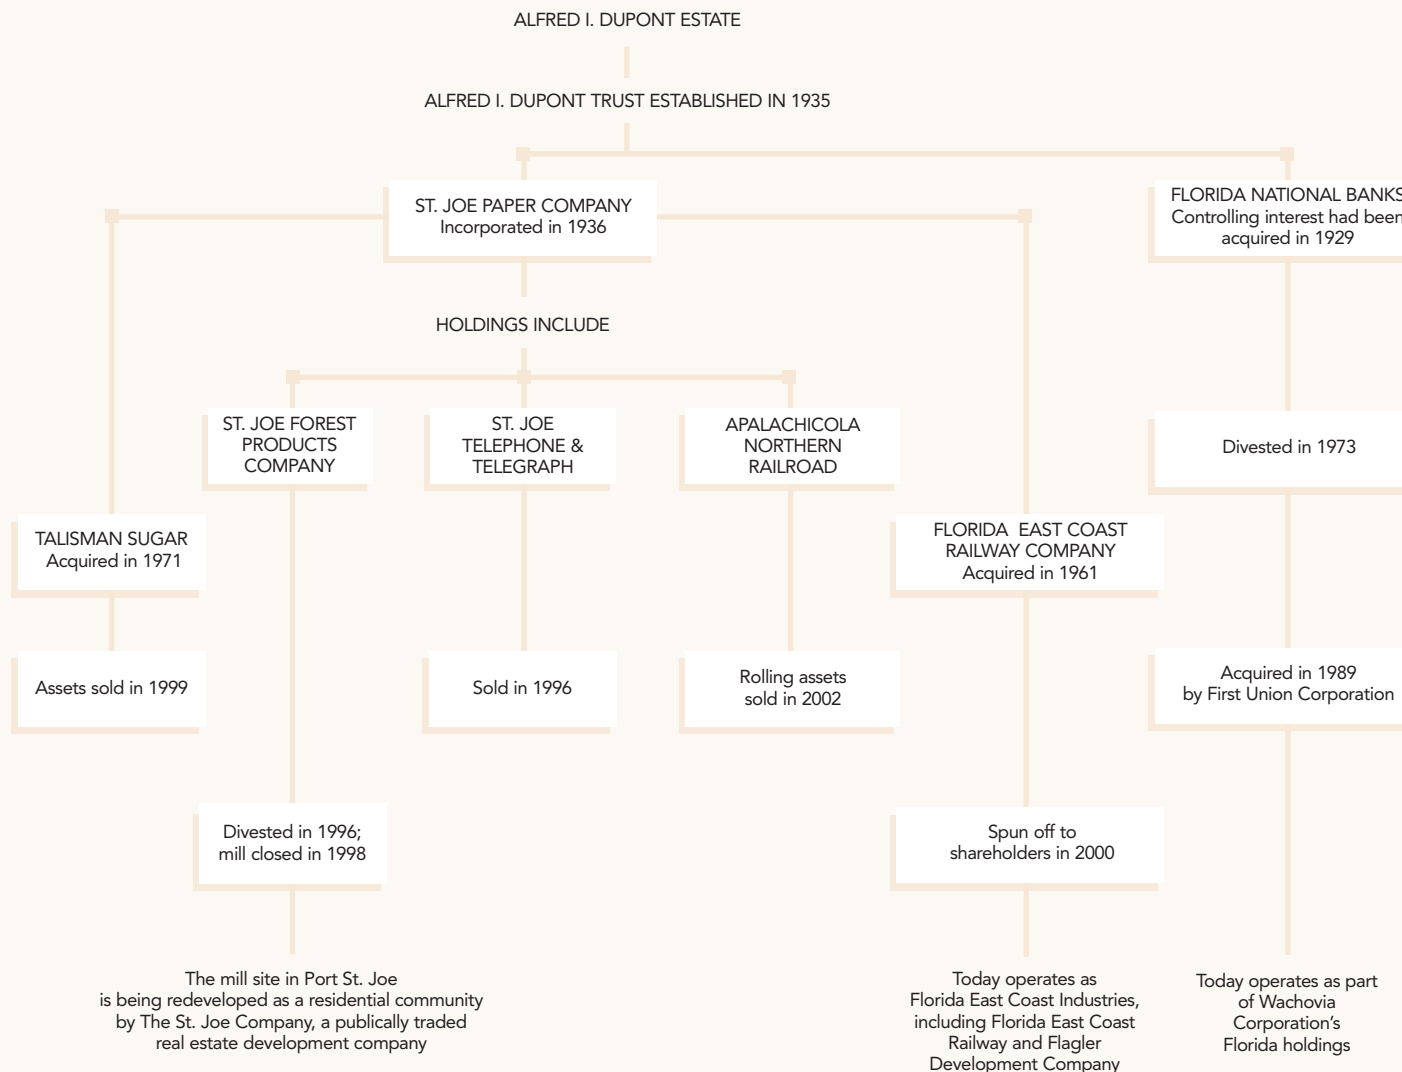 ALFRED I. DUPONT ESTATE
ALFRED I. DUPONT TRUST ESTABLISHED IN 1935
ST. JOE PAPER COMPANY
Incorporated in 1936
FLORIDA NATIONAL BANKS
Controlling interest had been
acquired in 1929
HOLDINGS INCLUDE
ST. JOE FOREST
PRODUCTS
COMPANY
ST. JOE
TELEPHONE &
TELEGRAPH
APALACHICOLA
NORTHERN
RAILROAD
Divested in 1973
TALISMAN SUGAR
Acquired in 1971
FLORIDA EAST COAST
RAILWAY COMPANY
Acquired in 1961
Assets sold in 1999
Sold in 1996
Rolling assets
sold in 2002
Acquired in 1989
by First Union Corporation
Divested in 1996;
mill closed in 1998
Spun off to
shareholders in 2000
The mill site in Port St. Joe
is being redeveloped as a residential community
by The St. Joe Company, a publically traded
real estate development company
Today operates as
Florida East Coast Industries,
including Florida East Coast
Railway and Flagler
Development Company
Today operates as part
of Wachovia
Corporation's
Florida holdings